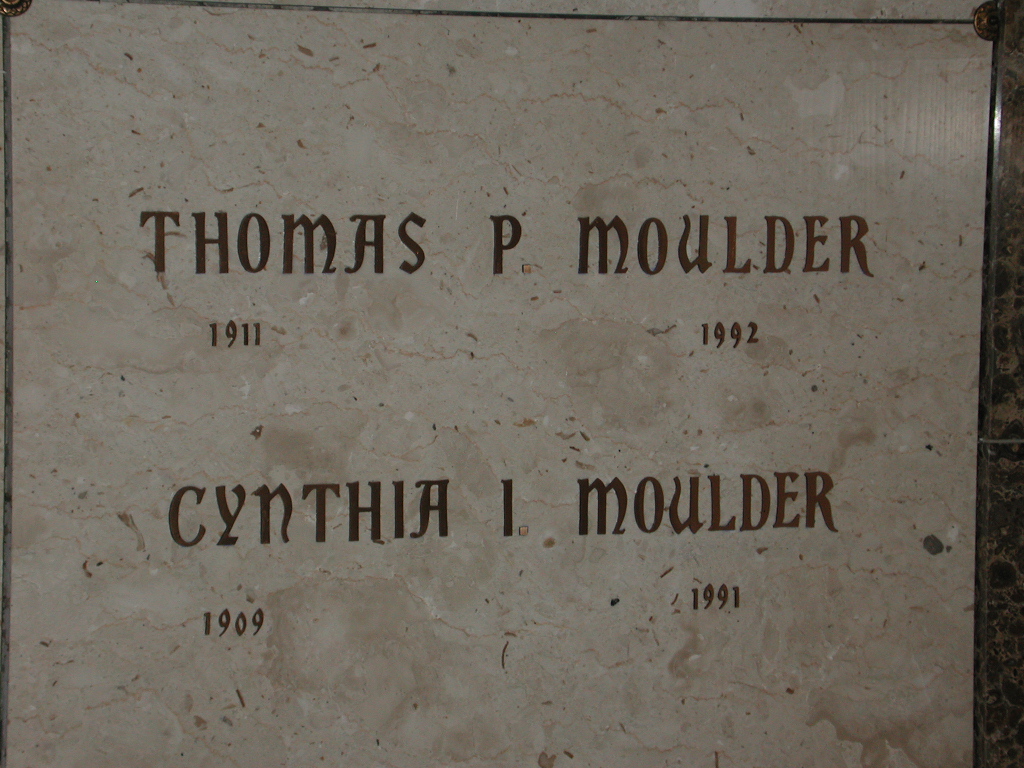 THOMAS P. MOULDER
1911 1992
CYNTHIA I. MOULDER
1909 1991